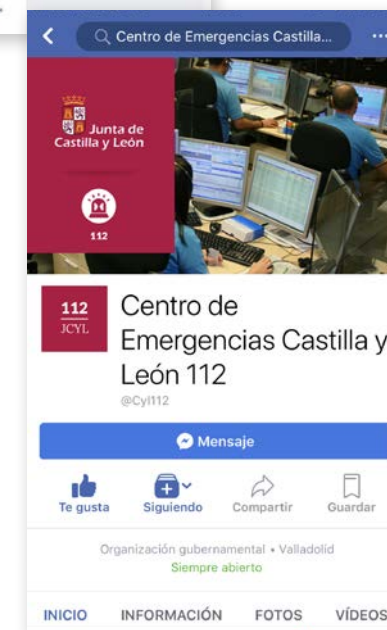 Centro de Emergencias Castilla...
Junta de
Castilla y León
112
112
JCYL
Centro de
Emergencias Castilla y
León 112
@Cyl112
Mensaje
Te gusta
Siguiendo
Compartir
Guardar
Organización gubernamental • Valladolid
Siempre abierto
INICIO
INFORMACIÓN
FOTOS
VÍDEOS